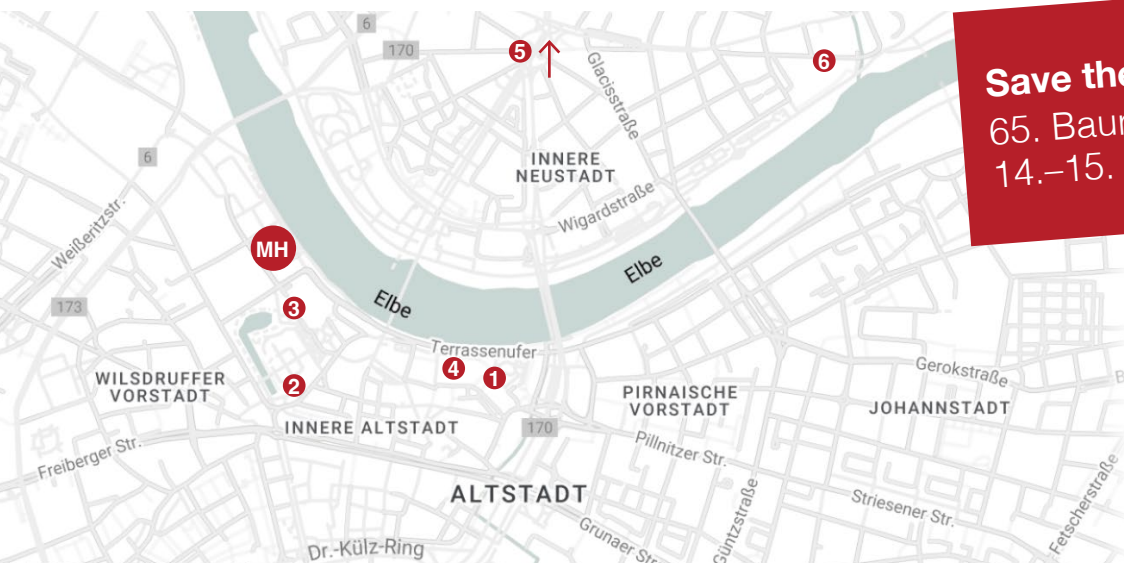 6
170
5
6
Glacisstraße
Save the
65. Baur
14.–15.
INNERE
NEUSTADT
6
Wigardstraße
Weißeritzstr.
MH
Elbe
Elbe
173
3
Terrassenufer
4
1
2
WILSDRUFFER
VORSTADT
PIRNAISCHE
VORSTADT
Gerokstraße
B
JOHANNSTADT
INNERE ALTSTADT
170
Pillnitzer Str.
Freiberger Str.
ALTSTADT
Striesener Str.
Fetscherstraße
Güntzstraße
Grunaer Str
Dr.-Külz-Ring